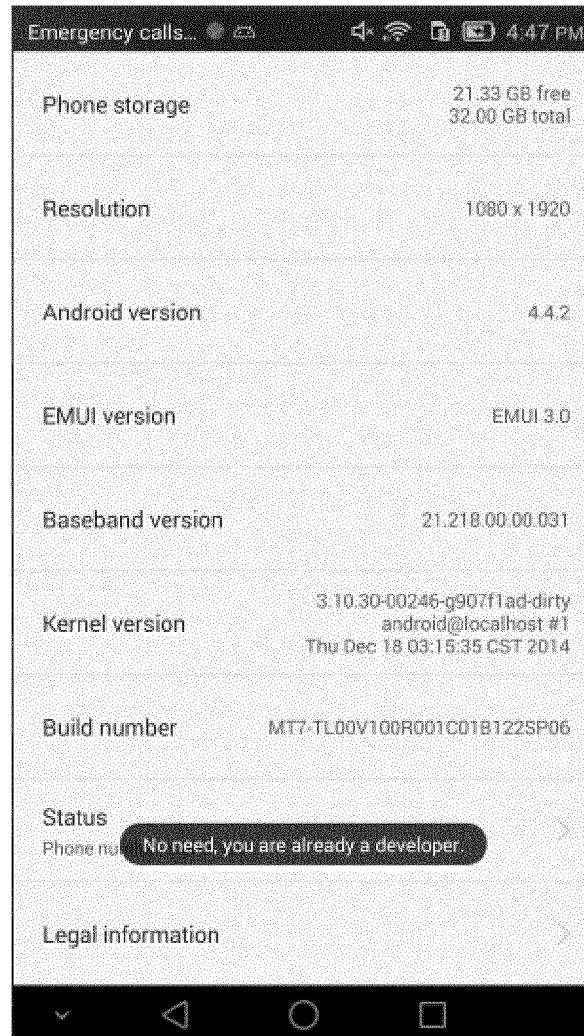 Emergency calls... 4:47 PM
Phone storage
21.33 GB free
32.00 GB total
Resolution 1080 x 1920
Android version 4.4.2
EMUI version EMUI 3.0
Baseband version 21.218.00.00.031
Kernel version
3.10.30-00246-g907f1ad-dirty
android@localhost #1
Thu Dec 18 03:15:35 CST 2014
Build number MT7-TL00V100R001C01B122SP06
Status
Phone nu
No need, you are already a developer.
Legal information